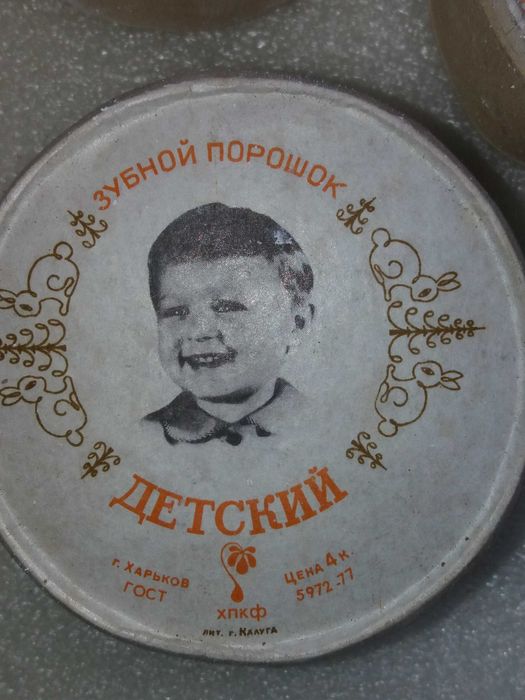 ЗУБНОЙ ПОРОШОК
ДЕТСКИЙ
г. ХАРЬКОВ
ГОСТ
ЦЕНА 4 к.
5972-77
ХПКФ
лит. г. КАЛУГА